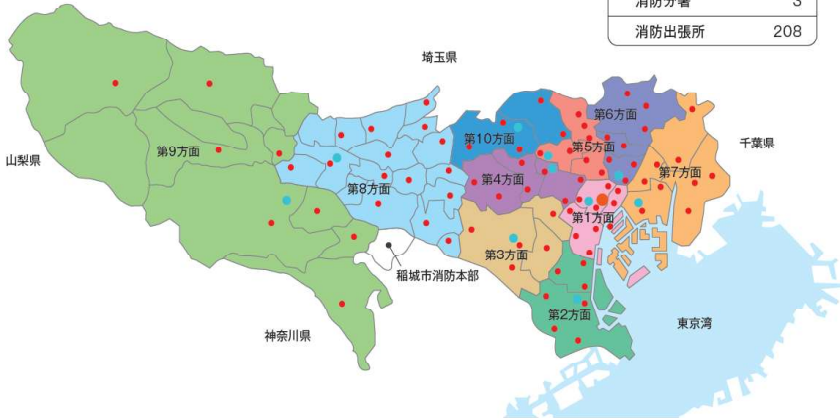 消防分署 3
消防出張所 208
埼玉県
第6方面
第10方面
第5方面
千葉県
第9方面
山梨県
第7方面
第4方面
第8方面
第1方面
第3方面
稲城市消防本部
第2方面
東京湾
神奈川県